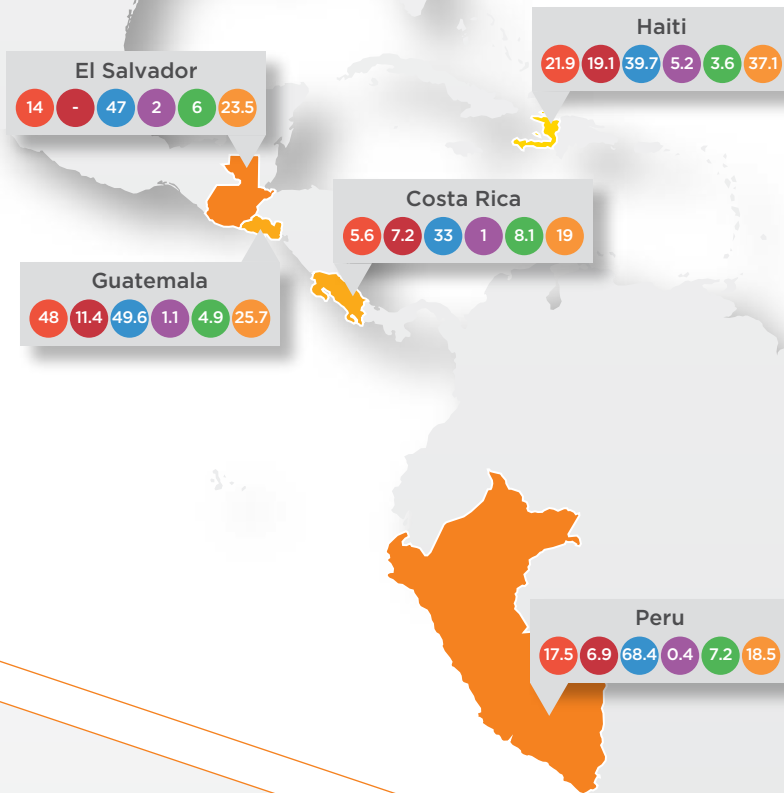 Haiti
21.9 19.1 39.7 5.2 3.6 37.1
El Salvador
14 - 47 2 6 23.5
Costa Rica
5.6 7.2 33 1 8.1 19
Guatemala
48 11.4 49.6 1.1 4.9 25.7
Peru
17.5 6.9 68.4 0.4 7.2 18.5